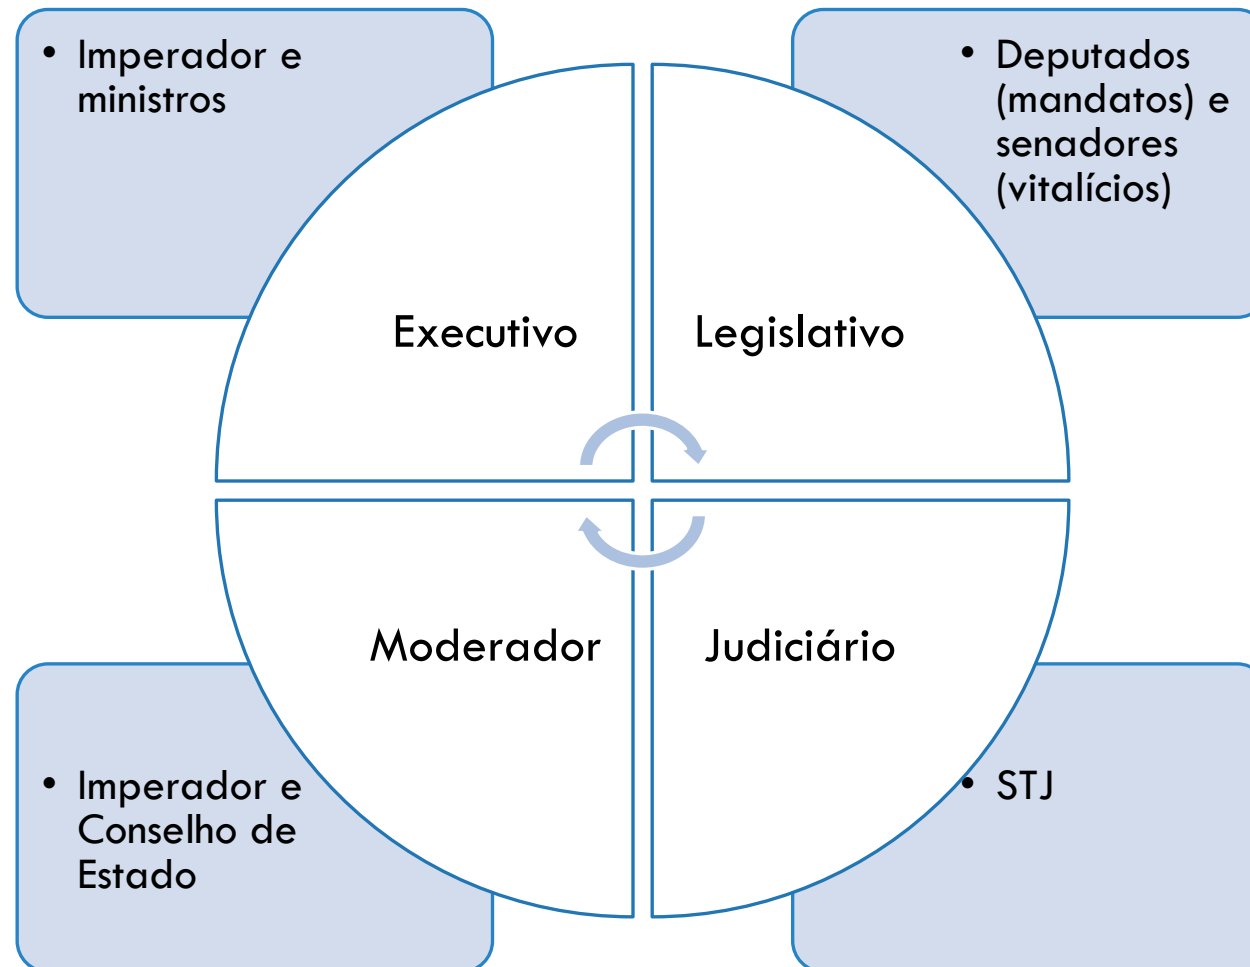 • Imperador e
ministros
• Deputados
(mandatos) e
senadores
(vitalícios)
Executivo
Legislativo
Moderador
Judiciário
• Imperador e
Conselho de
Estado
• STJ